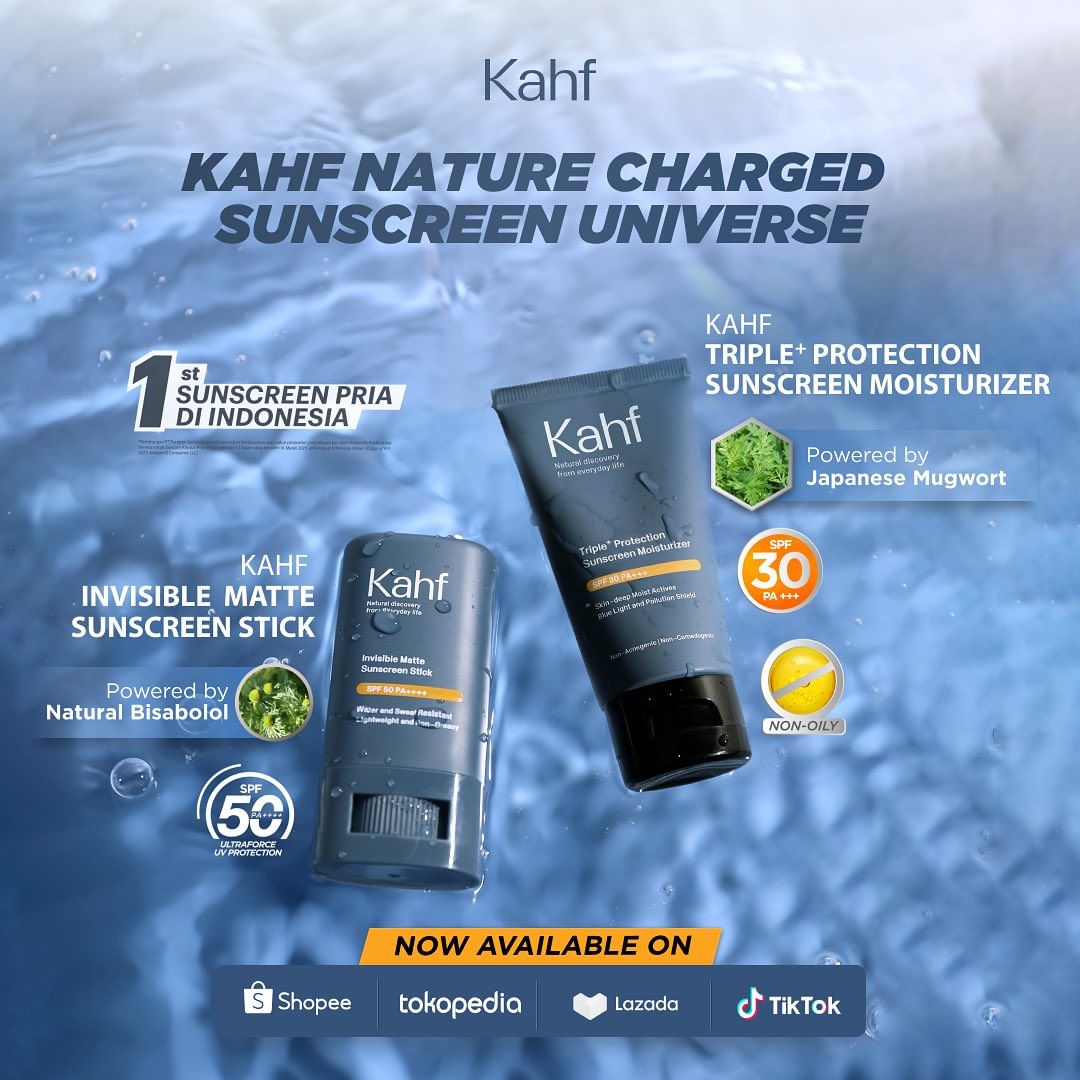 Kahf
KAHF NATURE CHARGED
SUNSCREEN UNIVERSE
1st
SUNSCREEN PRIA
DI INDONESIA
KAHF
TRIPLE⁺ PROTECTION
SUNSCREEN MOISTURIZER
Powered by
Japanese Mugwort
SPF
30
PA +++
NON-OILY
Kahf
Natural discovery
from everyday life
Triple⁺ Protection
Sunscreen Moisturizer
SPF 30 PA+++
Skin-deep Moist Actives
Blue Light and Pollution Shield
Non-Acnegenic | Non-Comedogenic
KAHF
INVISIBLE MATTE
SUNSCREEN STICK
Powered by
Natural Bisabolol
SPF
50
PA++++
ULTRAFORCE
UV PROTECTION
Kahf
Natural discovery
from everyday life
Invisible Matte
Sunscreen Stick
SPF 50 PA++++
Water and Sweat Resistant
Lightweight and Non-Greasy
NOW AVAILABLE ON
S Shopee
tokopedia
Lazada
TikTok